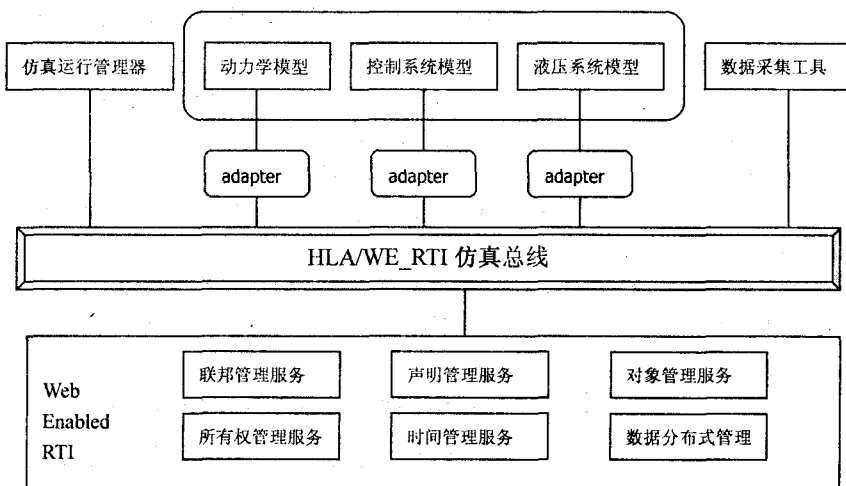 仿真运行管理器
动力学模型
控制系统模型
液压系统模型
数据采集工具
adapter
adapter
adapter
HLA/WE_RTI 仿真总线
Web
Enabled
RTI
联邦管理服务
声明管理服务
对象管理服务
所有权管理服务
时间管理服务
数据分布式管理